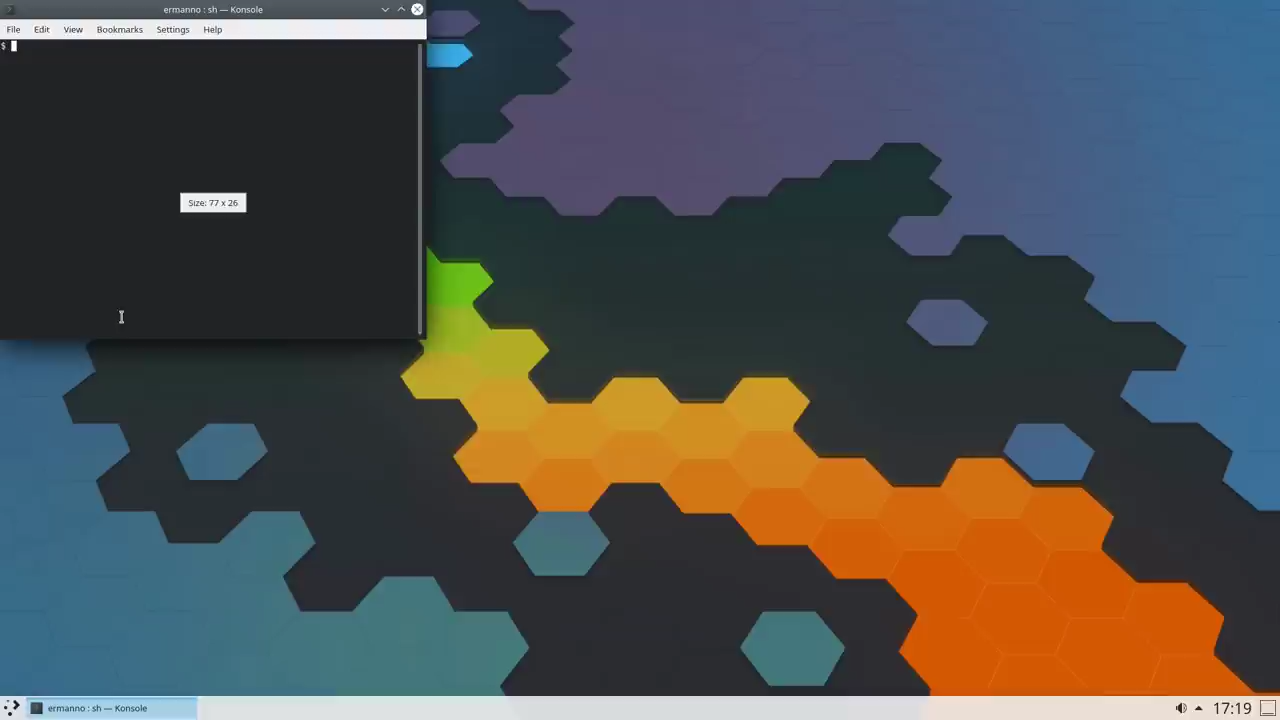 ermanno : sh — Konsole
File Edit View Bookmarks Settings Help
$
Size: 77 x 26
ermanno : sh — Konsole
17:19